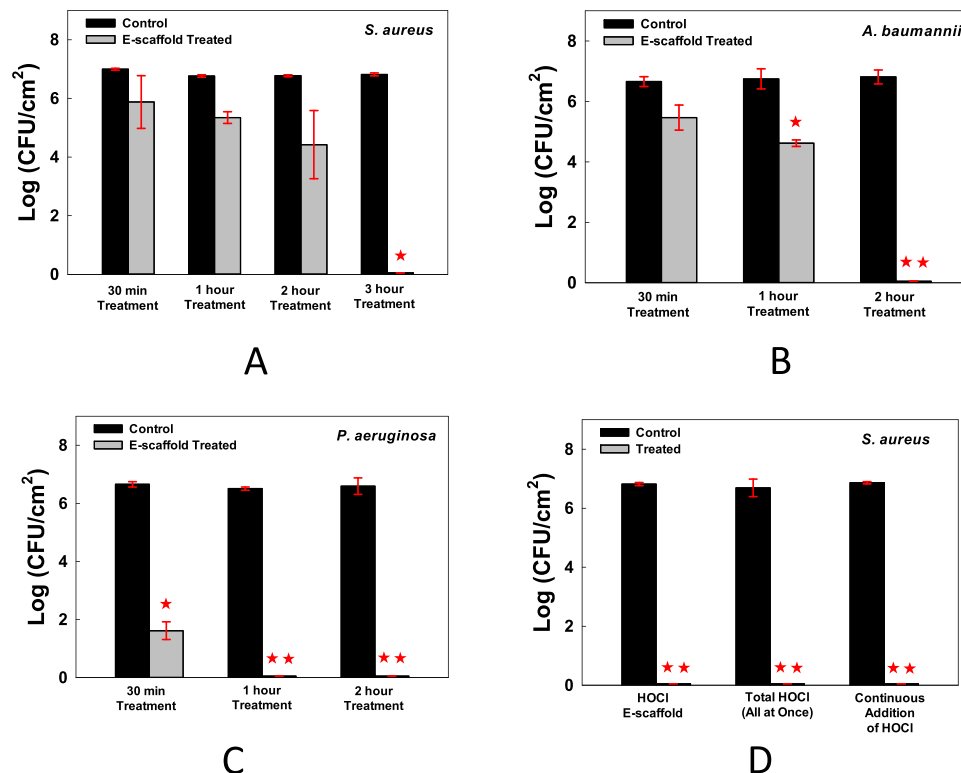 Control
E-scaffold Treated
S. aureus
Log (CFU/cm2)
8
6
4
2
0
30 min
Treatment
1 hour
Treatment
2 hour
Treatment
3 hour
Treatment
A
Control
E-scaffold Treated
A. baumannii
Log (CFU/cm2)
8
6
4
2
0
30 min
Treatment
1 hour
Treatment
2 hour
Treatment
B
Control
E-scaffold Treated
P. aeruginosa
Log (CFU/cm2)
8
6
4
2
0
30 min
Treatment
1 hour
Treatment
2 hour
Treatment
C
Control
Treated
S. aureus
Log (CFU/cm2)
8
6
4
2
0
HOCl
E-scaffold
Total HOCl
(All at Once)
Continuous
Addition
of HOCl
D